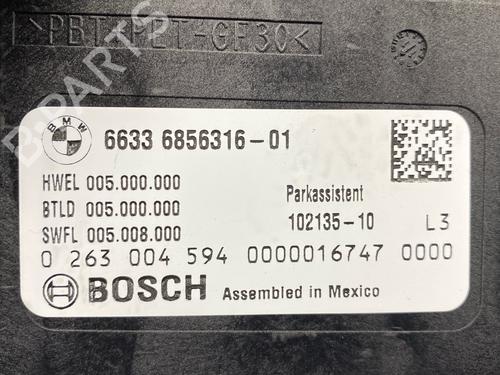 >PBT+PET-GF30<
BMW
6633 6856316-01
HWEL 005.000.000
BTLD 005.000.000
SWFL 005.008.000
Parkassistent
102135-10 L3
0 263 004 594 0000016747 0000
BOSCH Assembled in Mexico
B-PARTS